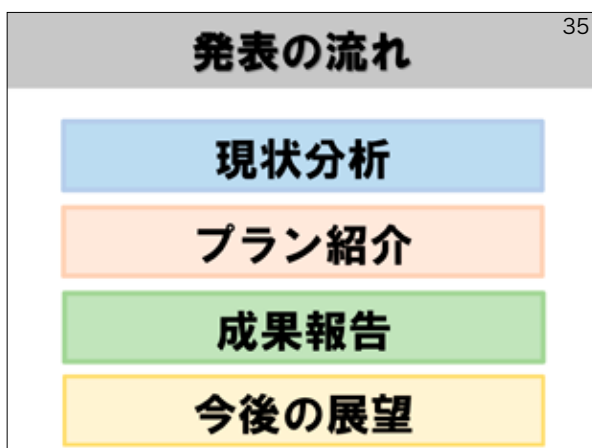 35
発表の流れ
現状分析
プラン紹介
成果報告
今後の展望